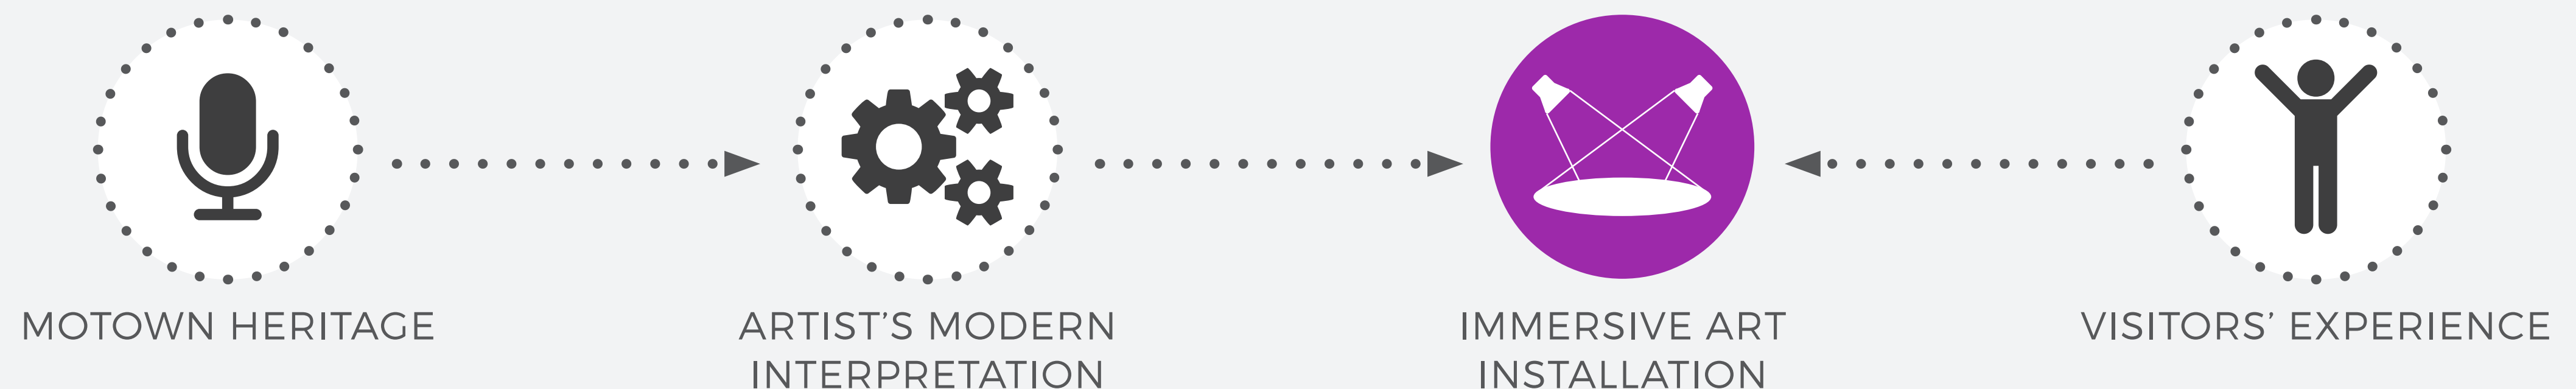 MOTOWN HERITAGE
ARTIST’S MODERN
INTERPRETATION
IMMERSIVE ART
INSTALLATION
VISITORS’ EXPERIENCE